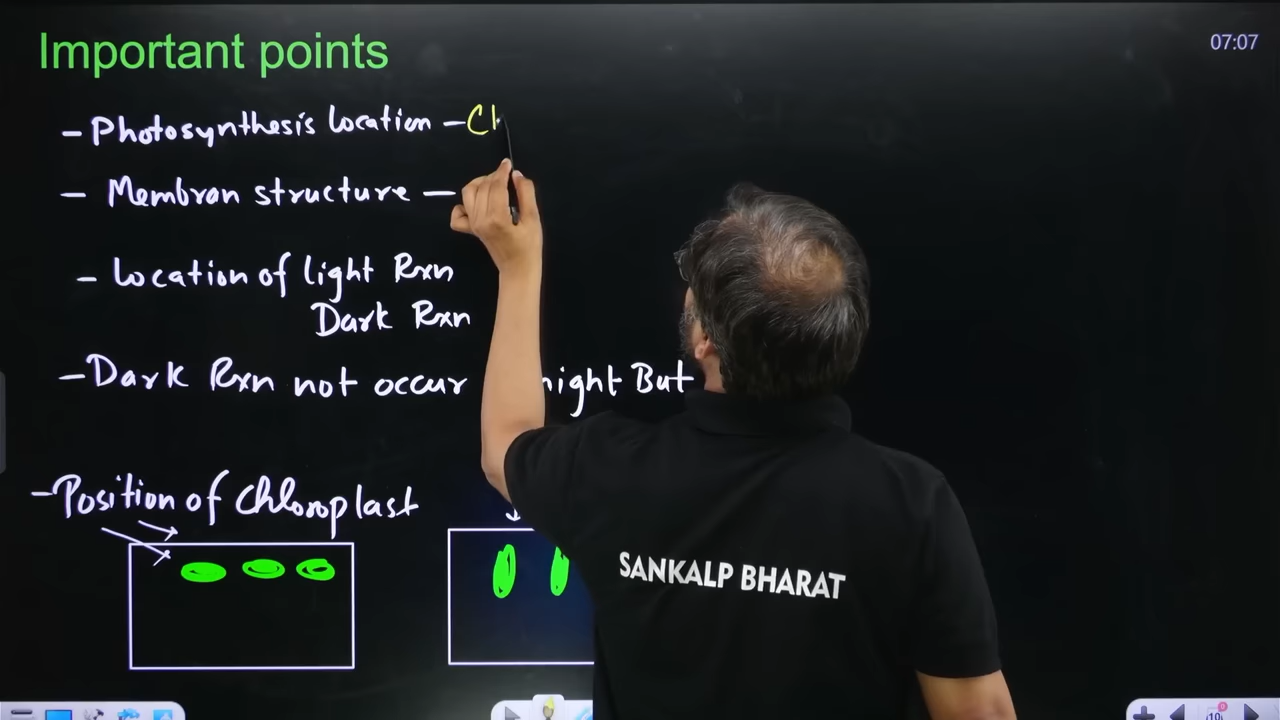 Important points
07:07
- Photosynthesis Location - Ch
- Membran structure -
- Location of light Rxn
Dark Rxn
- Dark Rxn not occur night But
- Position of Chloroplast
SANKALP BHARAT